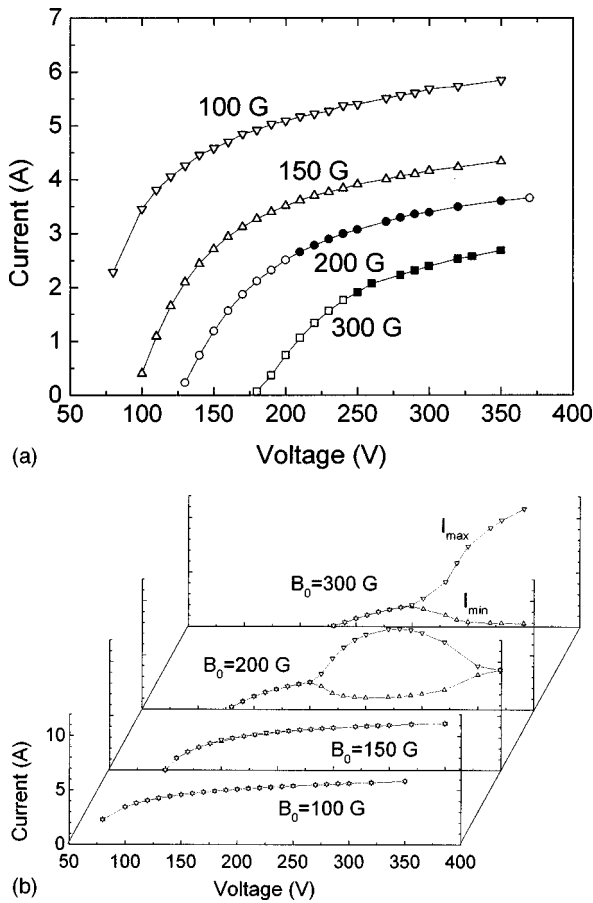 7
6
5
4
3
2
1
0
Current (A)
100 G
150 G
200 G
300 G
50 100 150 200 250 300 350 400
(a) Voltage (V)
I_max
B₀=300 G
I_min
B₀=200 G
10
B₀=150 G
5
B₀=100 G
0
Current (A)
50 100 150 200 250 300 350 400
(b) Voltage (V)